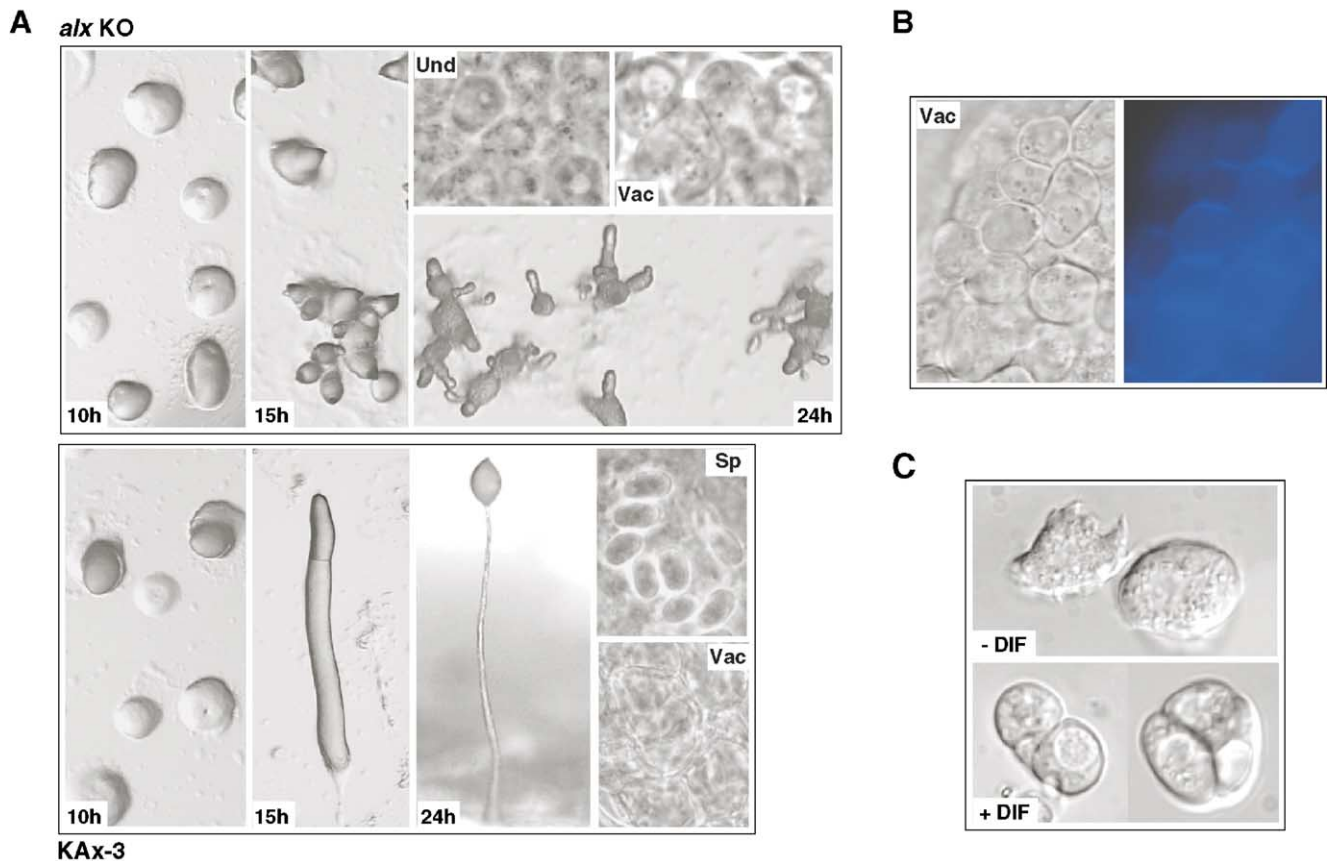 A
alx KO
Und
Vac
10h
15h
24h
Sp
Vac
10h
15h
24h
KAx-3
B
Vac
C
- DIF
+ DIF